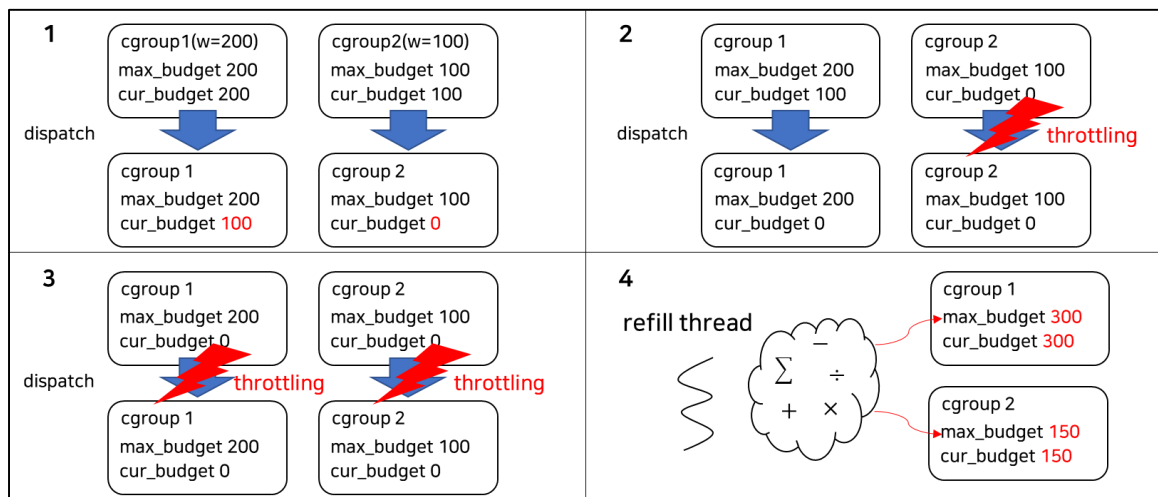 1
cgroup1(w=200)
max_budget 200
cur_budget 200
cgroup2(w=100)
max_budget 100
cur_budget 100
dispatch
cgroup 1
max_budget 200
cur_budget 100
cgroup 2
max_budget 100
cur_budget 0
2
cgroup 1
max_budget 200
cur_budget 100
cgroup 2
max_budget 100
cur_budget 0
dispatch
throttling
cgroup 1
max_budget 200
cur_budget 0
cgroup 2
max_budget 100
cur_budget 0
3
cgroup 1
max_budget 200
cur_budget 0
cgroup 2
max_budget 100
cur_budget 0
dispatch
throttling
throttling
cgroup 1
max_budget 200
cur_budget 0
cgroup 2
max_budget 100
cur_budget 0
4
refill thread
−
∑ ÷
+ ×
cgroup 1
max_budget 300
cur_budget 300
cgroup 2
max_budget 150
cur_budget 150